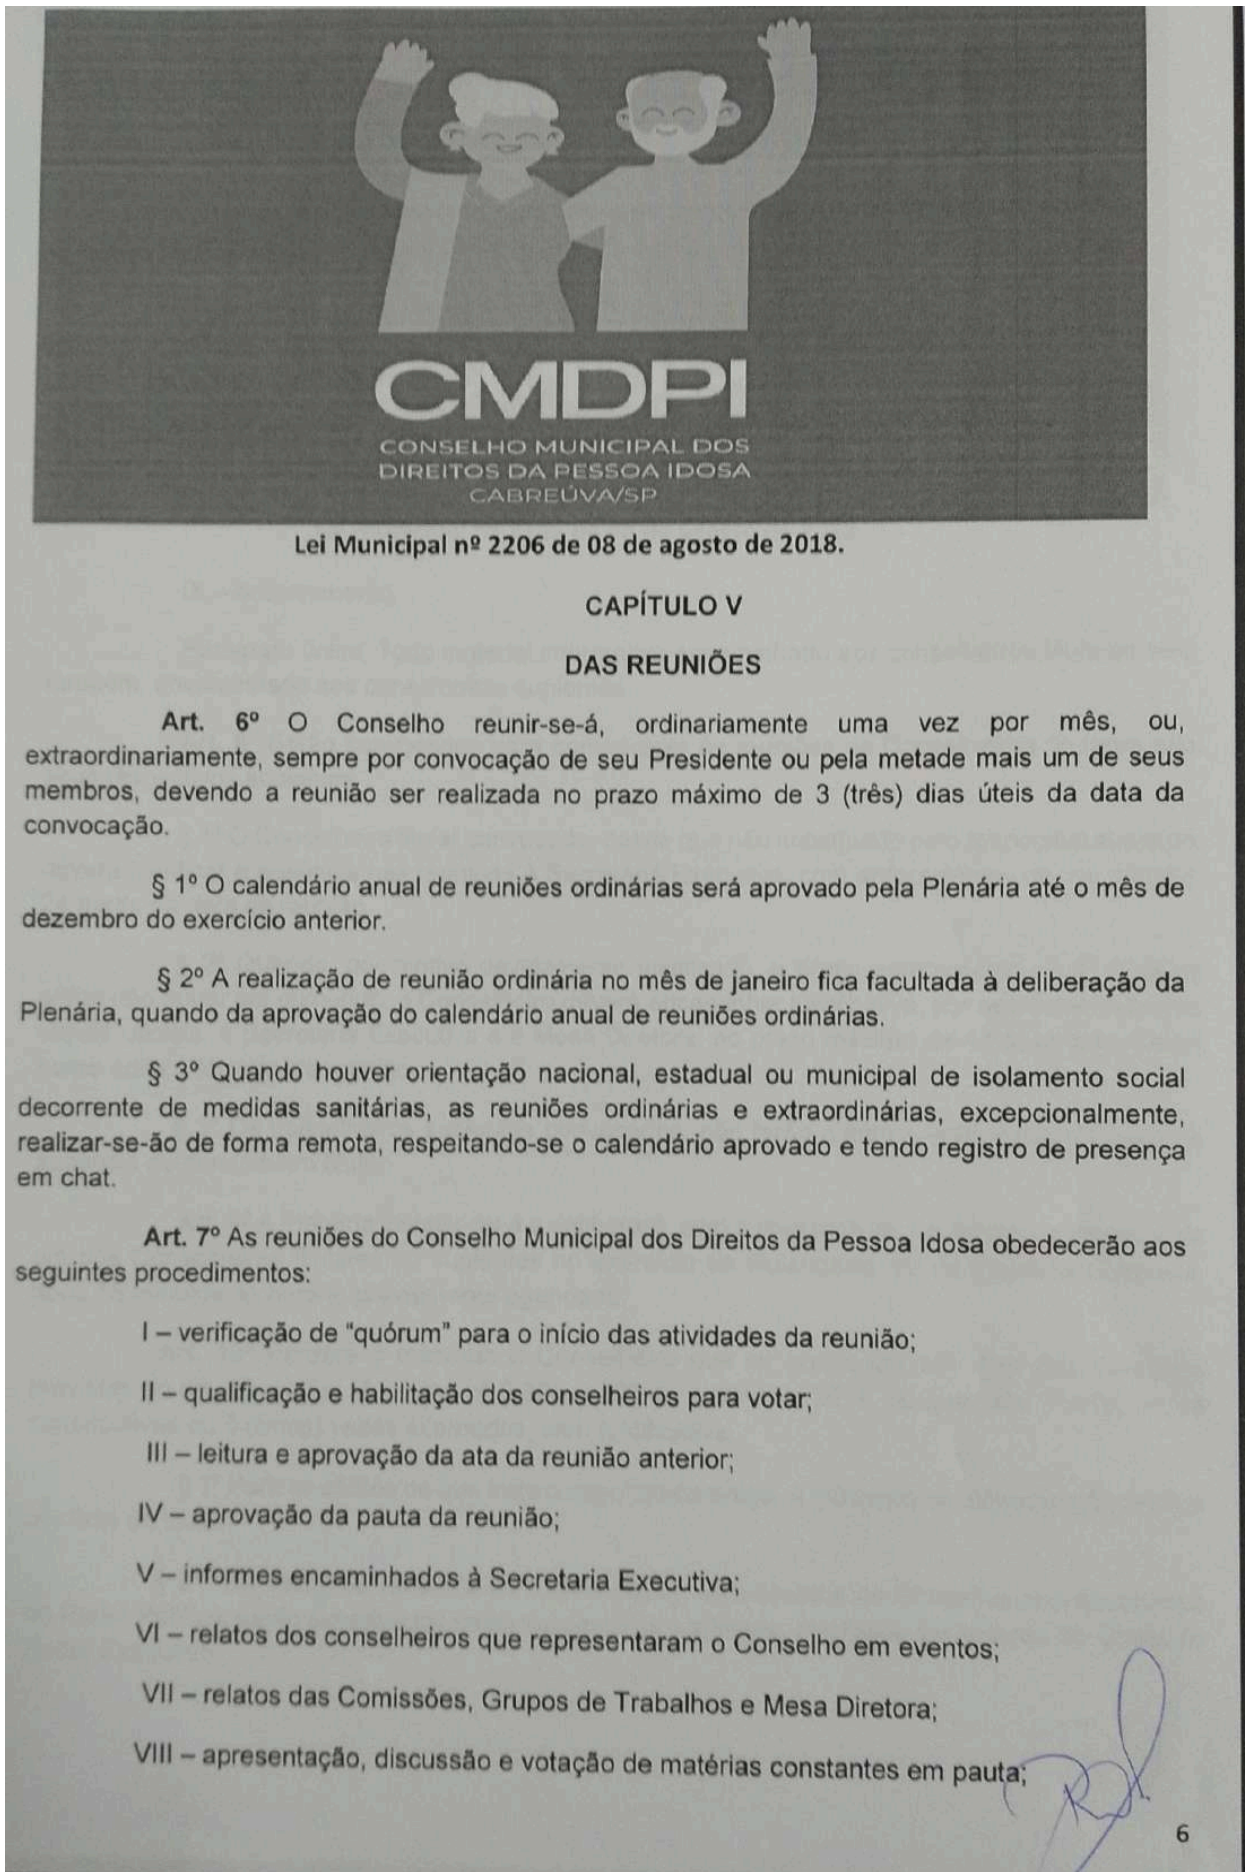 CMDPI
CONSELHO MUNICIPAL DOS
DIREITOS DA PESSOA IDOSA
CABREÚVA/SP
Lei Municipal nº 2206 de 08 de agosto de 2018.
CAPÍTULO V
DAS REUNIÕES
Art. 6º O Conselho reunir-se-á, ordinariamente uma vez por mês, ou,
extraordinariamente, sempre por convocação de seu Presidente ou pela metade mais um de seus
membros, devendo a reunião ser realizada no prazo máximo de 3 (três) dias úteis da data da
convocação.
§ 1º O calendário anual de reuniões ordinárias será aprovado pela Plenária até o mês de
dezembro do exercício anterior.
§ 2º A realização de reunião ordinária no mês de janeiro fica facultada à deliberação da
Plenária, quando da aprovação do calendário anual de reuniões ordinárias.
§ 3º Quando houver orientação nacional, estadual ou municipal de isolamento social
decorrente de medidas sanitárias, as reuniões ordinárias e extraordinárias, excepcionalmente,
realizar-se-ão de forma remota, respeitando-se o calendário aprovado e tendo registro de presença
em chat.
Art. 7º As reuniões do Conselho Municipal dos Direitos da Pessoa Idosa obedecerão aos
seguintes procedimentos:
I – verificação de "quórum" para o início das atividades da reunião;
II – qualificação e habilitação dos conselheiros para votar;
III – leitura e aprovação da ata da reunião anterior;
IV – aprovação da pauta da reunião;
V – informes encaminhados à Secretaria Executiva;
VI – relatos dos conselheiros que representaram o Conselho em eventos;
VII – relatos das Comissões, Grupos de Trabalhos e Mesa Diretora;
VIII – apresentação, discussão e votação de matérias constantes em pauta;
6